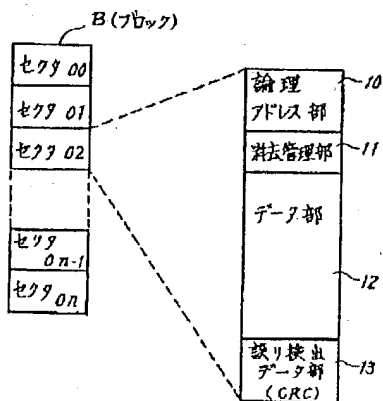 B(ブロック)
セクタ 00
セクタ 01
セクタ 02
セクタ
0n-1
セクタ 0n
論理
アドレス部
10
消去管理部
11
データ部
12
誤り検出
データ部
(CRC)
13